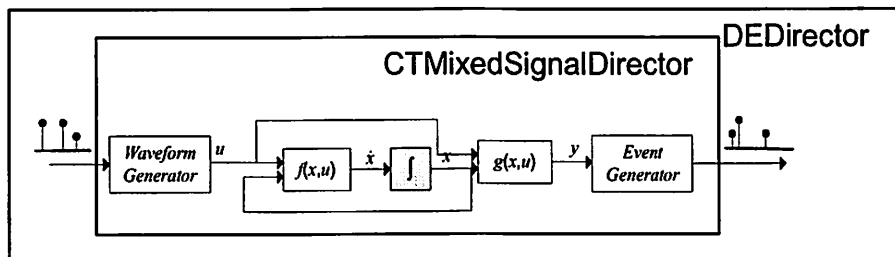 DEDirector
CTMixedSignalDirector
Waveform
Generator
u
f(x,u)
ẋ
∫
x
g(x,u)
y
Event
Generator